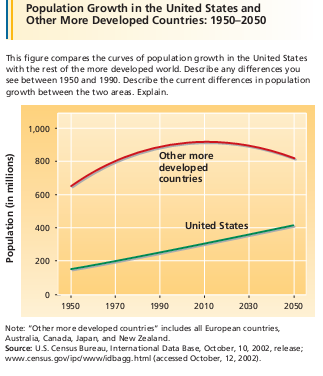 Population Growth in the United States and
Other More Developed Countries: 1950–2050
This figure compares the curves of population growth in the United States
with the rest of the more developed world. Describe any differences you
see between 1950 and 1990. Describe the current differences in population
growth between the two areas. Explain.
Population (in millions)
1,000
800
600
400
200
0
Other more
developed
countries
United States
1950
1970
1990
2010
2030
2050
Note: "Other more developed countries" includes all European countries,
Australia, Canada, Japan, and New Zealand.
Source: U.S. Census Bureau, International Data Base, October, 10, 2002, release;
www.census.gov/ipc/www/idbagg.html (accessed October, 12, 2002).